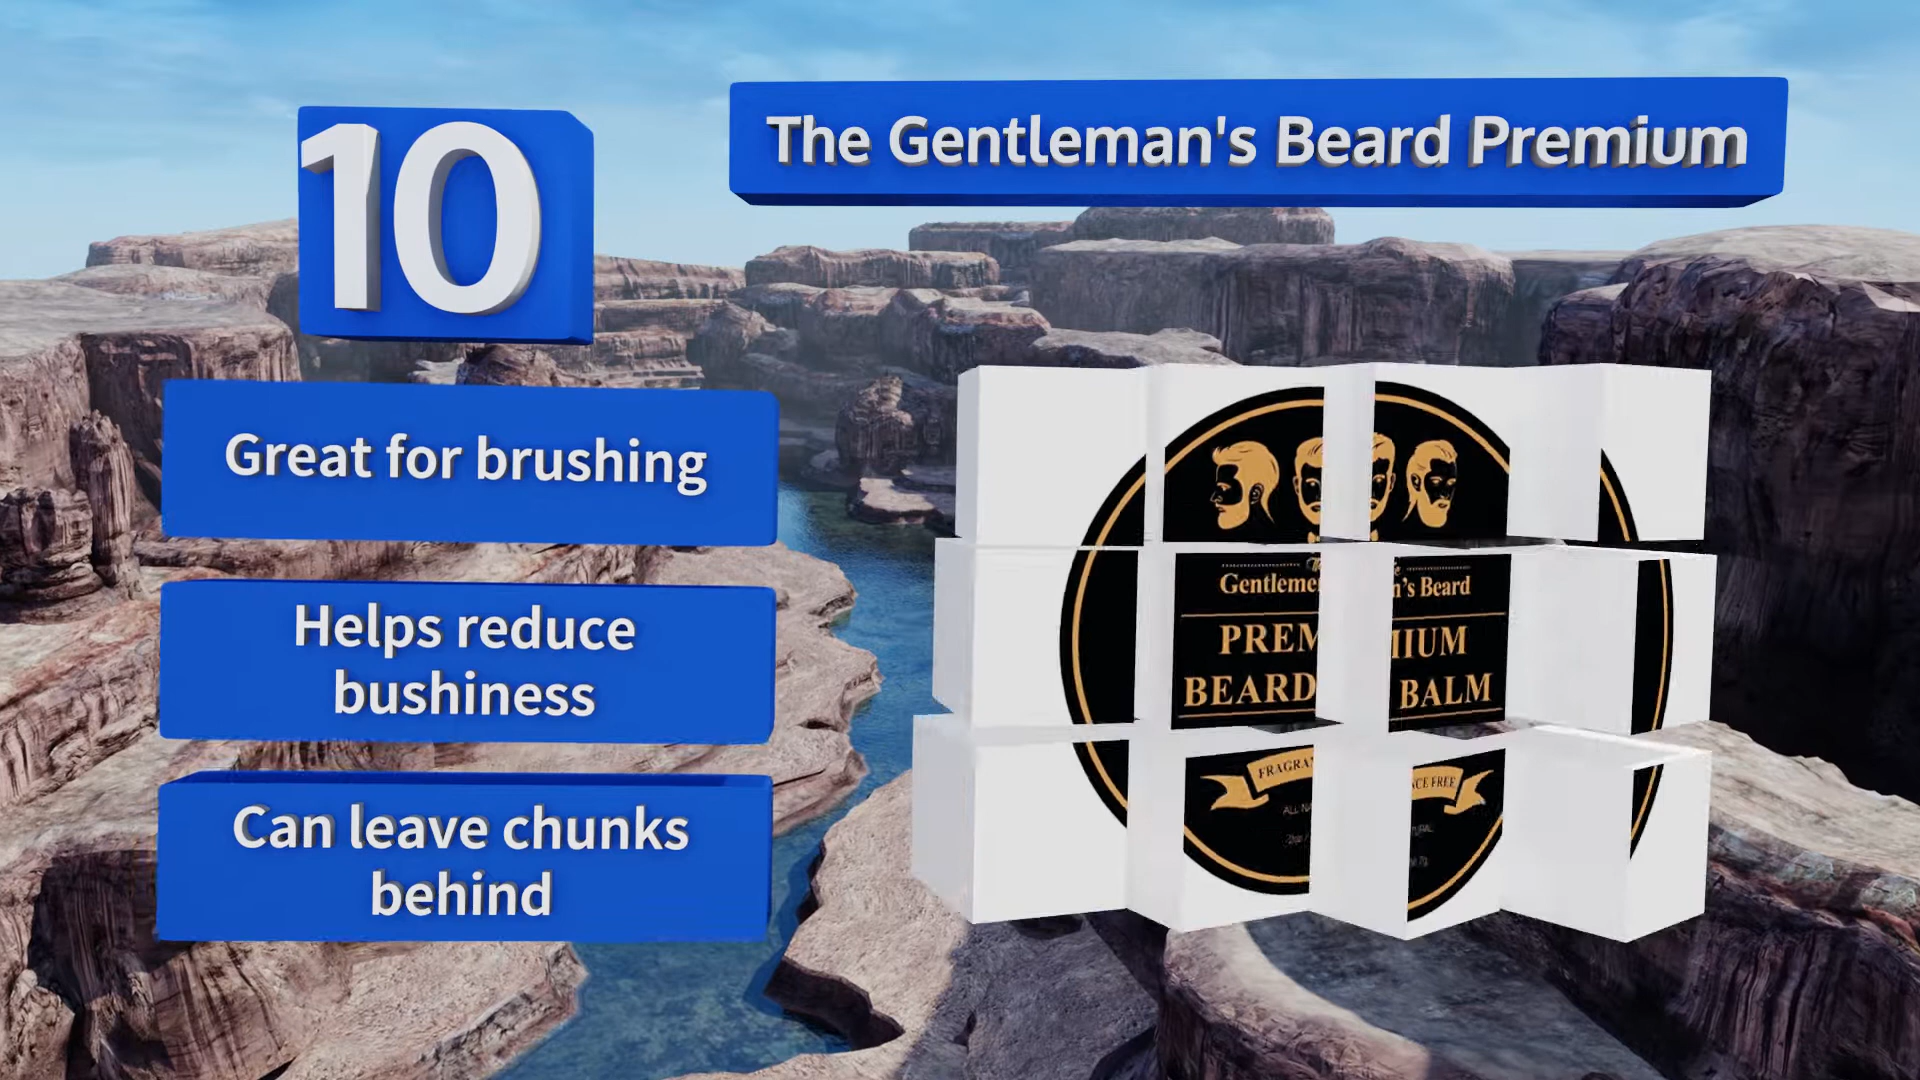 10
The Gentleman's Beard Premium
Great for brushing
Helps reduce
bushiness
Can leave chunks
behind
Gentleme n's Beard
PREM IUM
BEARD BALM
FRAGRAN CE FREE